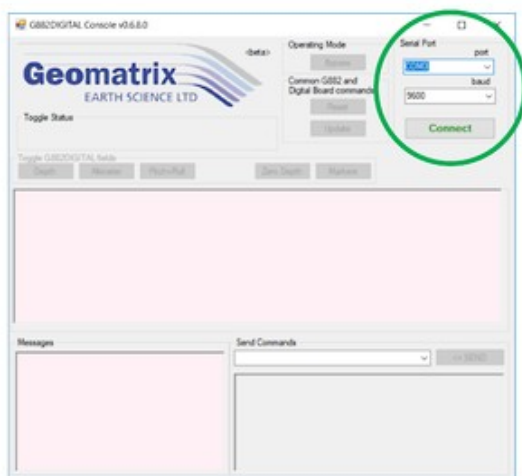 G882DIGITAL Console v0.6.8.0
<beta>
Geomatrix
EARTH SCIENCE LTD
Toggle Status
Operating Mode
Common G882 and
Digital Board commands
Reset
Update
Serial Port
port
baud
9600
Connect
Toggle G882DIGITAL fields
Depth
Altimeter
Pitch+Roll
Zero Depth
Markers
Messages
Send Commands
<< SEND